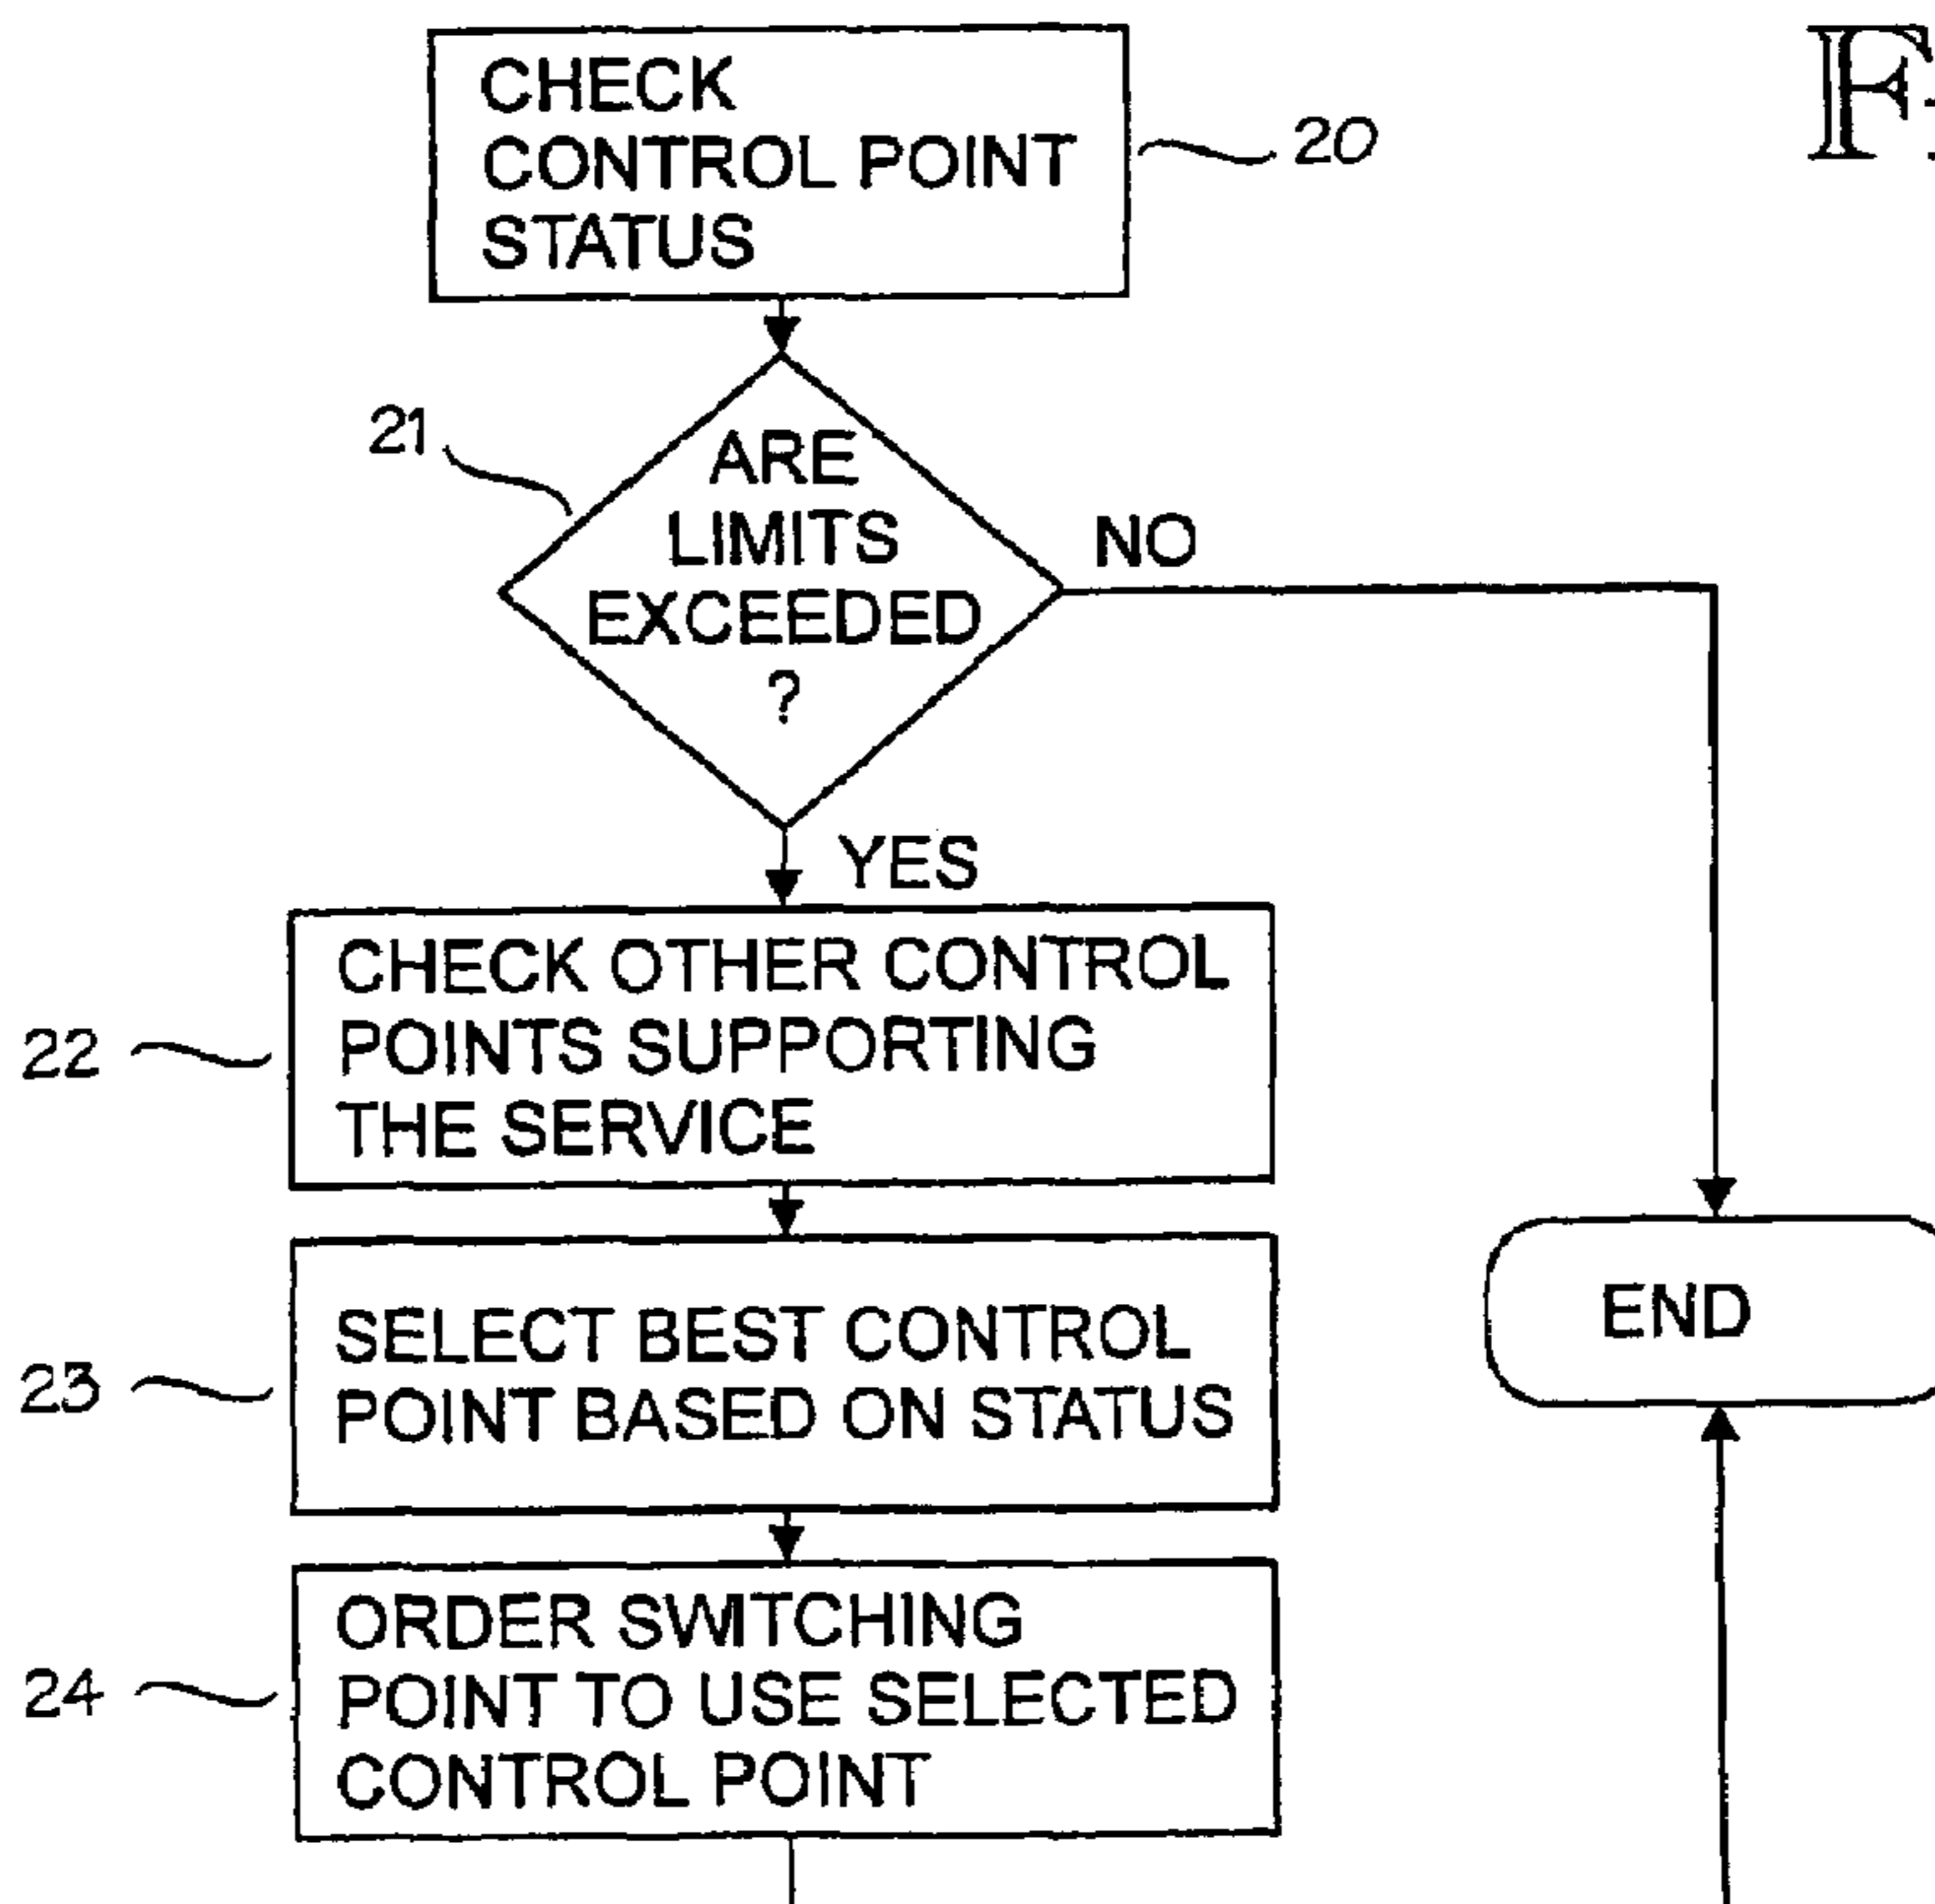 CHECK
CONTROL POINT
STATUS
20
21
ARE
LIMITS
EXCEEDED
?
NO
YES
CHECK OTHER CONTROL
POINTS SUPPORTING
THE SERVICE
22
SELECT BEST CONTROL
POINT BASED ON STATUS
23
END
ORDER SWITCHING
POINT TO USE SELECTED
CONTROL POINT
24